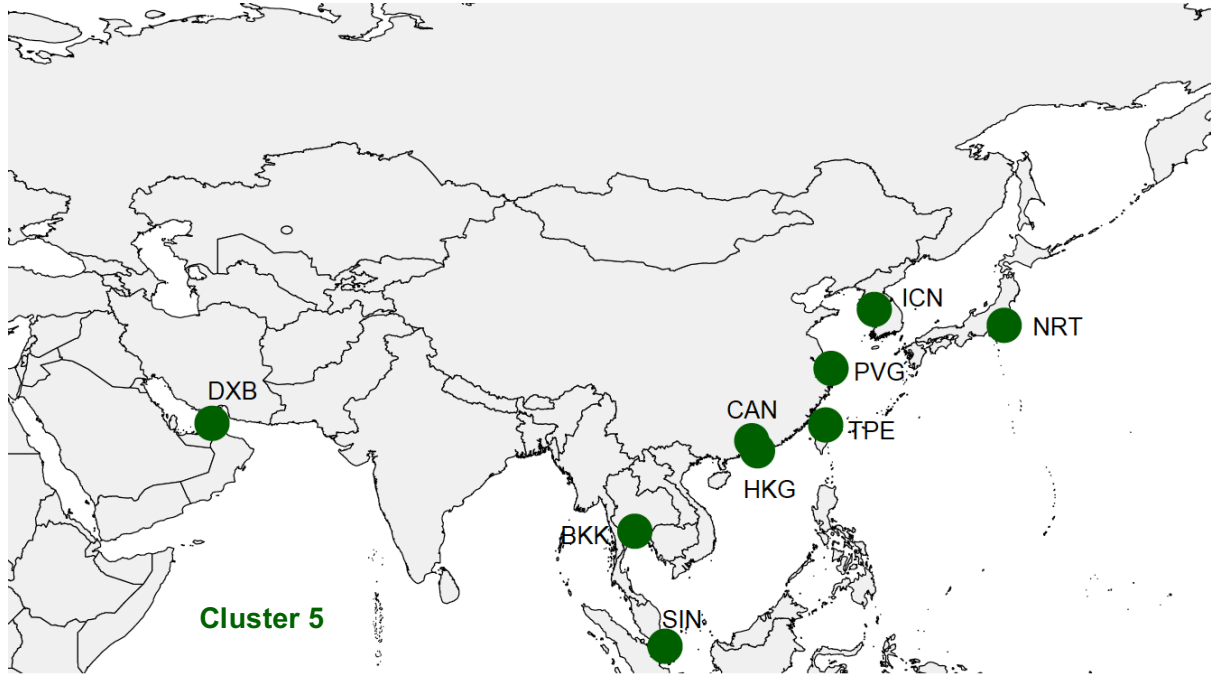 ICN
NRT
PVG
DXB
CAN
TPE
HKG
BKK
Cluster 5
SIN